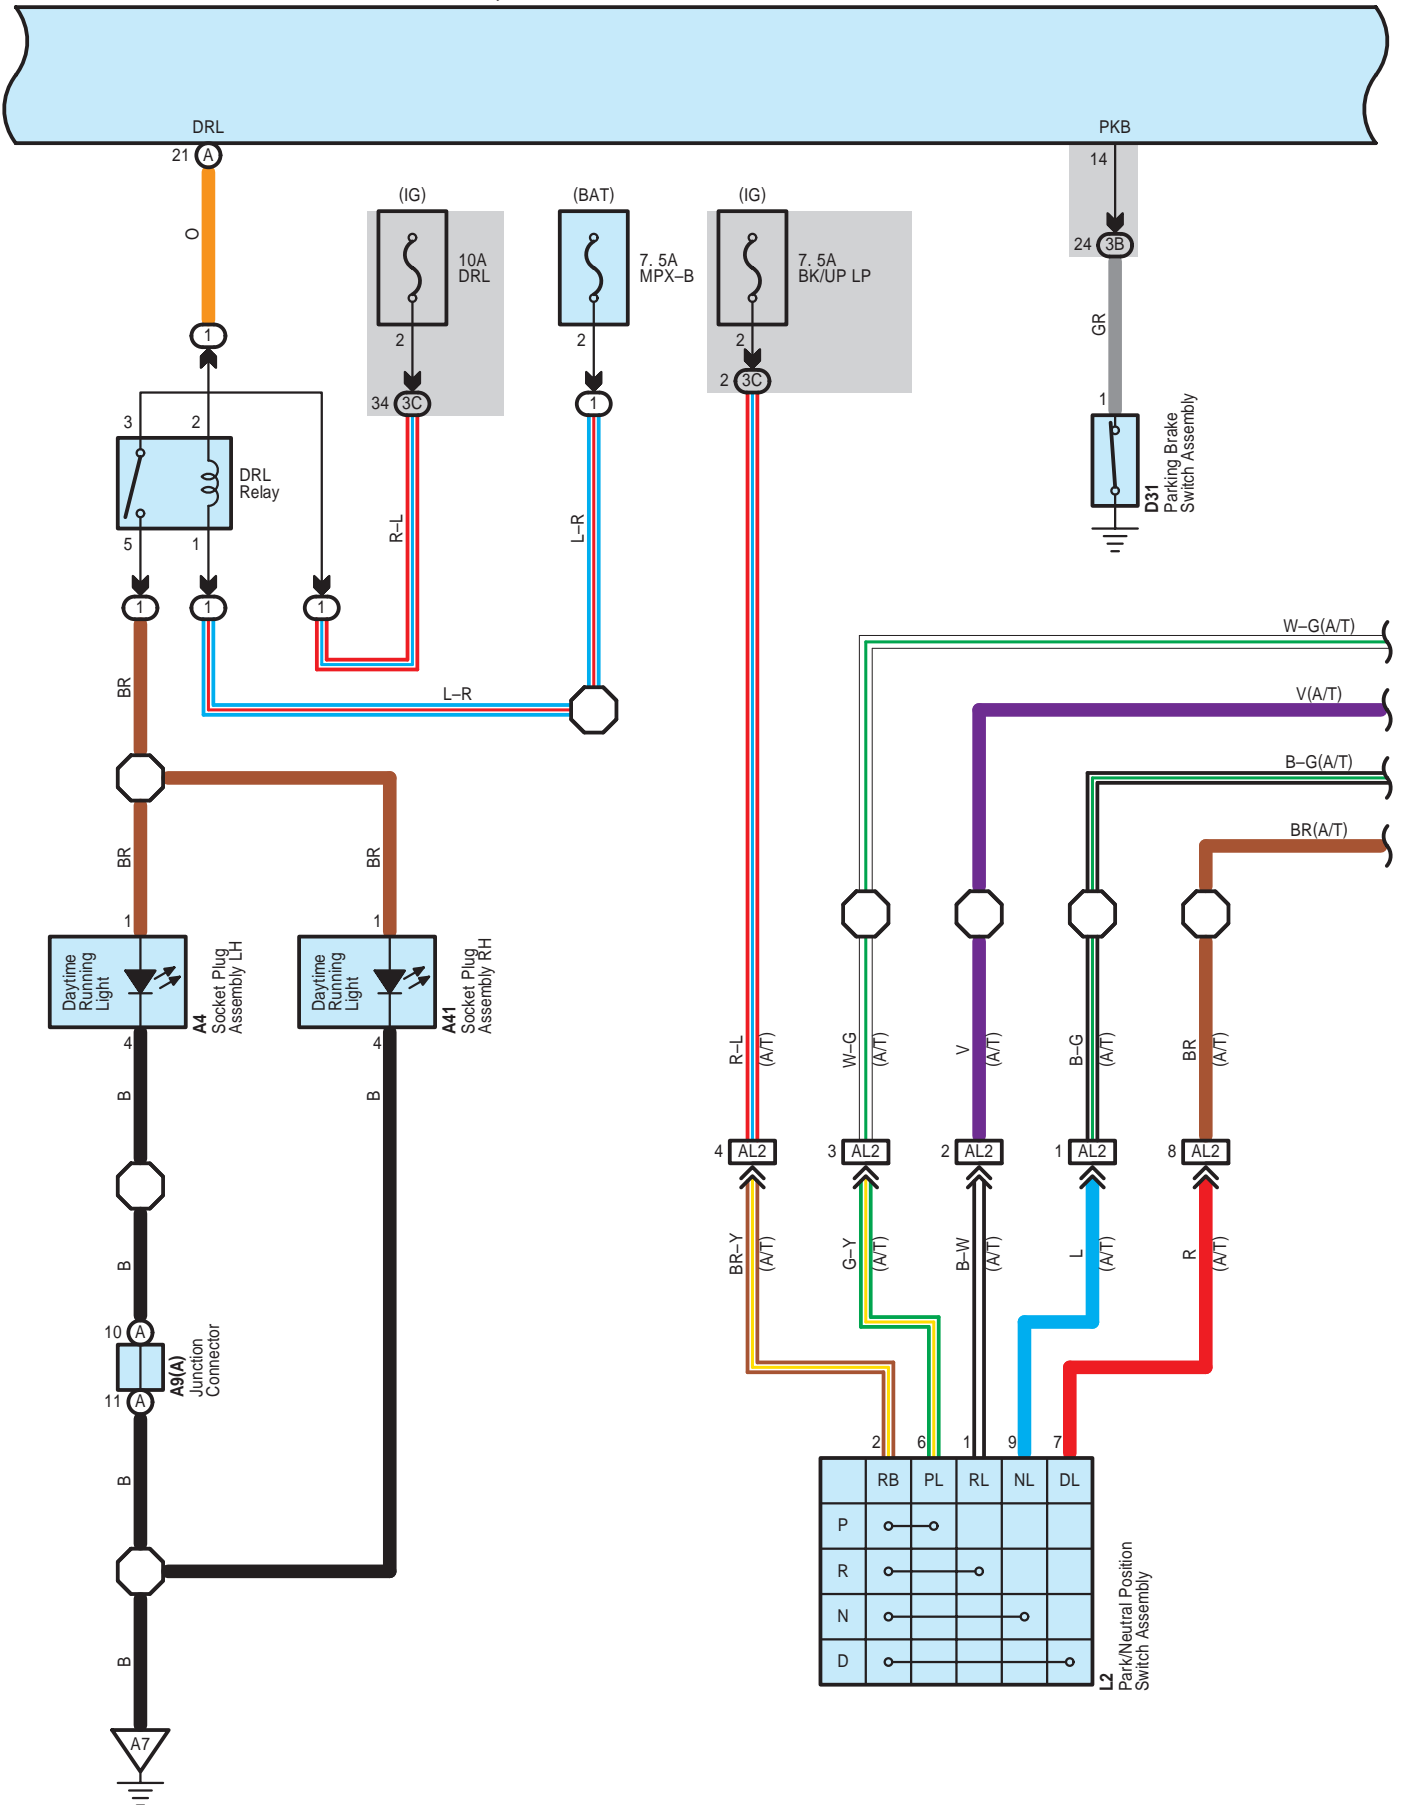 DRL
PKB
21 A
14
(IG)
(BAT)
(IG)
O
10A
DRL
7. 5A
MPX–B
7. 5A
BK/UP LP
24 3B
1
2
2
2
GR
34 3C
1
2 3C
1
3
2
DRL
Relay
D31
Parking Brake
Switch Assembly
R–L
L–R
5
1
1
1
1
W–G(A/T)
BR
L–R
V(A/T)
B–G(A/T)
BR(A/T)
BR
BR
1
1
Daytime
Running
Light
A4
Socket Plug
Assembly LH
Daytime
Running
Light
A41
Socket Plug
Assembly RH
4
4
B
B
R–L
(A/T)
W–G
(A/T)
V
(A/T)
B–G
(A/T)
BR
(A/T)
4 AL2
3 AL2
2 AL2
1 AL2
8 AL2
B
BR–Y
(A/T)
G–Y
(A/T)
B–W
(A/T)
L
(A/T)
R
(A/T)
10 A
A9(A)
Junction
Connector
11 A
2
6
1
9
7
B
RB PL RL NL DL
P
R
N
D
L2
Park/Neutral Position
Switch Assembly
B
A7